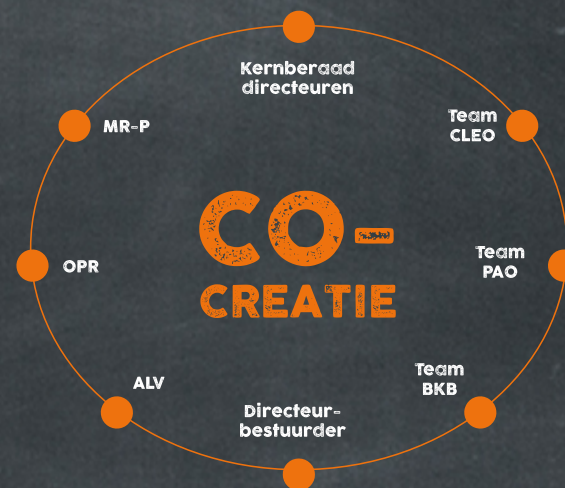 Kernberaad
directeuren
MR-P
Team
CLEO
CO-
CREATIE
OPR
Team
PAO
ALV
Team
BKB
Directeur-
bestuurder